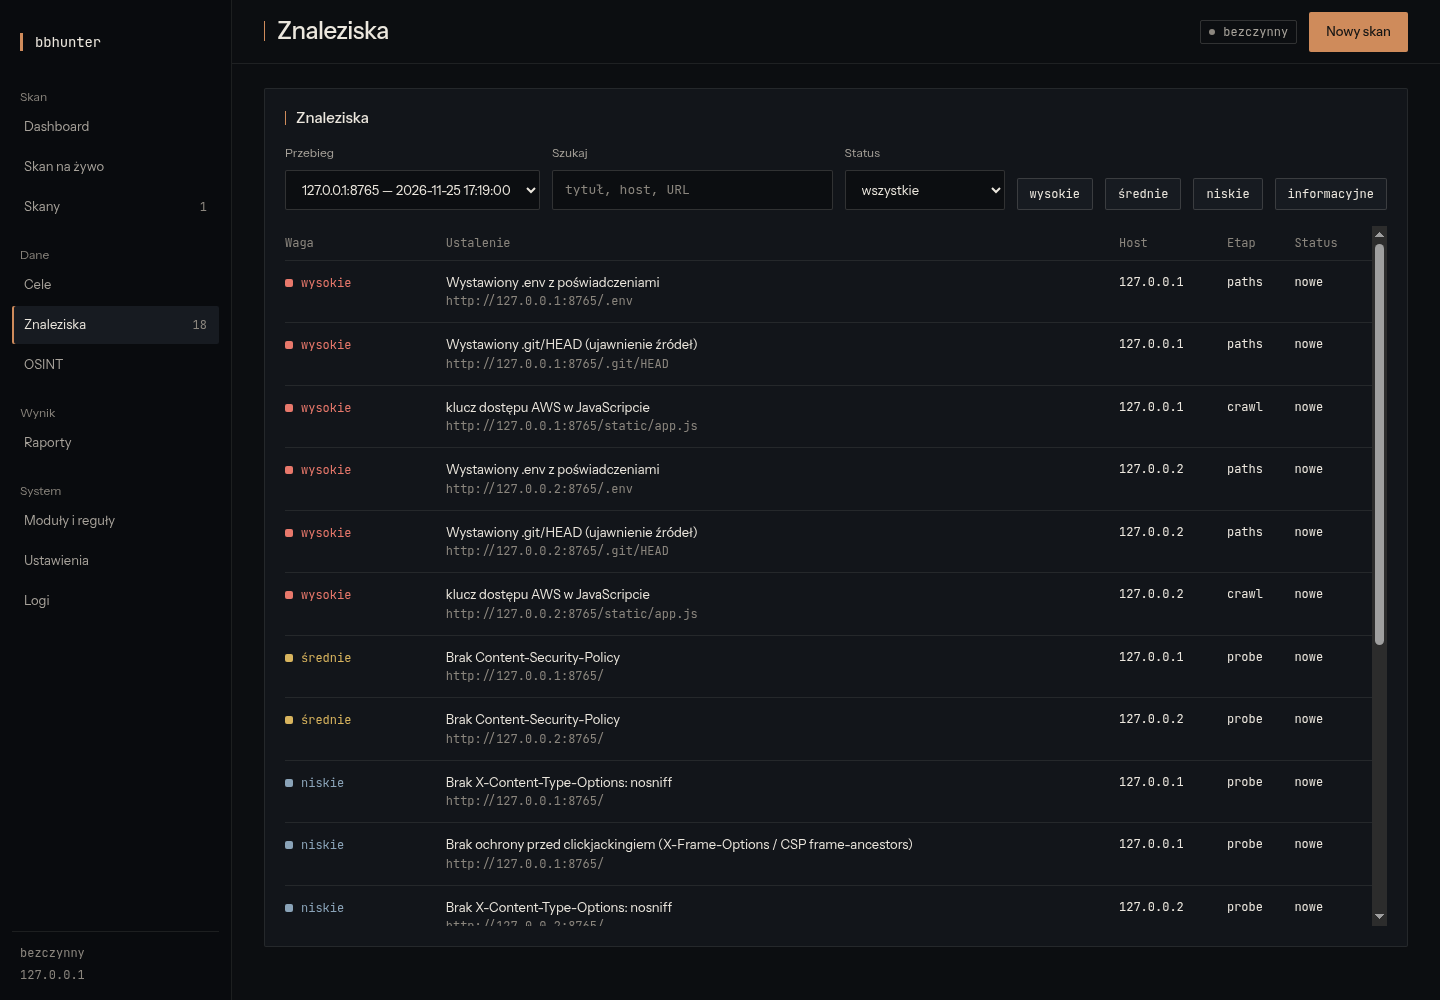 bbhunter
Skan
Dashboard
Skan na żywo
Skany 1
Dane
Cele
Znaleziska 18
OSINT
Wynik
Raporty
System
Moduły i reguły
Ustawienia
Logi
bezczynny
127.0.0.1
Znaleziska
bezczynny
Nowy skan
Znaleziska
Przebieg Szukaj Status
127.0.0.1:8765 — 2026-11-25 17:19:00 tytuł, host, URL wszystkie wysokie średnie niskie informacyjne
Waga Ustalenie Host Etap Status
wysokie Wystawiony .env z poświadczeniami 127.0.0.1 paths nowe
http://127.0.0.1:8765/.env
wysokie Wystawiony .git/HEAD (ujawnienie źródeł) 127.0.0.1 paths nowe
http://127.0.0.1:8765/.git/HEAD
wysokie klucz dostępu AWS w JavaScripcie 127.0.0.1 crawl nowe
http://127.0.0.1:8765/static/app.js
wysokie Wystawiony .env z poświadczeniami 127.0.0.2 paths nowe
http://127.0.0.2:8765/.env
wysokie Wystawiony .git/HEAD (ujawnienie źródeł) 127.0.0.2 paths nowe
http://127.0.0.2:8765/.git/HEAD
wysokie klucz dostępu AWS w JavaScripcie 127.0.0.2 crawl nowe
http://127.0.0.2:8765/static/app.js
średnie Brak Content-Security-Policy 127.0.0.1 probe nowe
http://127.0.0.1:8765/
średnie Brak Content-Security-Policy 127.0.0.2 probe nowe
http://127.0.0.2:8765/
niskie Brak X-Content-Type-Options: nosniff 127.0.0.1 probe nowe
http://127.0.0.1:8765/
niskie Brak ochrony przed clickjackingiem (X-Frame-Options / CSP frame-ancestors) 127.0.0.1 probe nowe
http://127.0.0.1:8765/
niskie Brak X-Content-Type-Options: nosniff 127.0.0.2 probe nowe
http://127.0.0.2:8765/